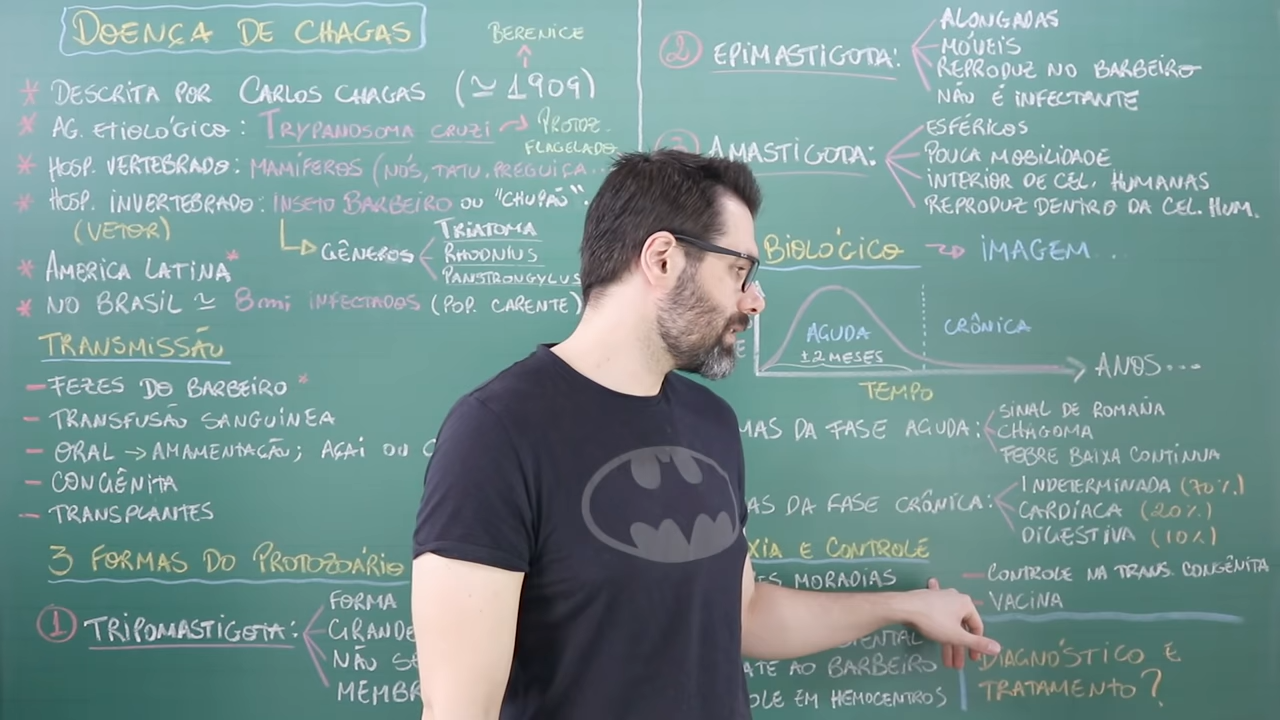 DOENÇA DE CHAGAS
BERENICE
* DESCRITA POR CARLOS CHAGAS (≃ 1909)
* AG. ETIOLÓGICO: TRYPANOSOMA CRUZI → PROTOZ.
FLAGELADO
* HOSP. VERTEBRADO: MAMÍFEROS (NÓS, TATU, PREGUIÇA...
* HOSP. INVERTEBRADO: INSETO BARBEIRO OU "CHUPÃO".
(VETOR)
GÊNEROS
TRIATOMA
RHODNIUS
PANSTRONGYLUS
* AMÉRICA LATINA*
* NO BRASIL ≃ 8mi INFECTADOS (POP. CARENTE)
TRANSMISSÃO
- FEZES DO BARBEIRO *
- TRANSFUSÃO SANGUÍNEA
- ORAL → AMAMENTAÇÃO; AÇAÍ OU
- CONGÊNITA
- TRANSPLANTES
3 FORMAS DO PROTOZOÁRIO
1 TRIPOMASTIGOTA:
FORMA
GRANDE
NÃO
2 EPIMASTIGOTA:
ALONGADAS
MÓVEIS
REPRODUZ NO BARBEIRO
NÃO É INFECTANTE
AMASTIGOTA:
ESFÉRICOS
POUCA MOBILIDADE
INTERIOR DE CEL. HUMANAS
REPRODUZ DENTRO DA CEL. HUM.
BIOLÓGICO → IMAGEM...
AGUDA
±2 MESES
CRÔNICA
ANOS...
TEMPO
DA FASE AGUDA:
SINAL DE ROMAÑA
CHAGOMA
FEBRE BAIXA CONTÍNUA
DA FASE CRÔNICA:
INDETERMINADA (70%)
CARDÍACA (20%)
DIGESTIVA (10%)
E CONTROLE
MORADIAS
AO BARBEIRO
EM HEMOCENTROS
- CONTROLE NA TRANS. CONGÊNITA
- VACINA
DIAGNÓSTICO E
TRATAMENTO?